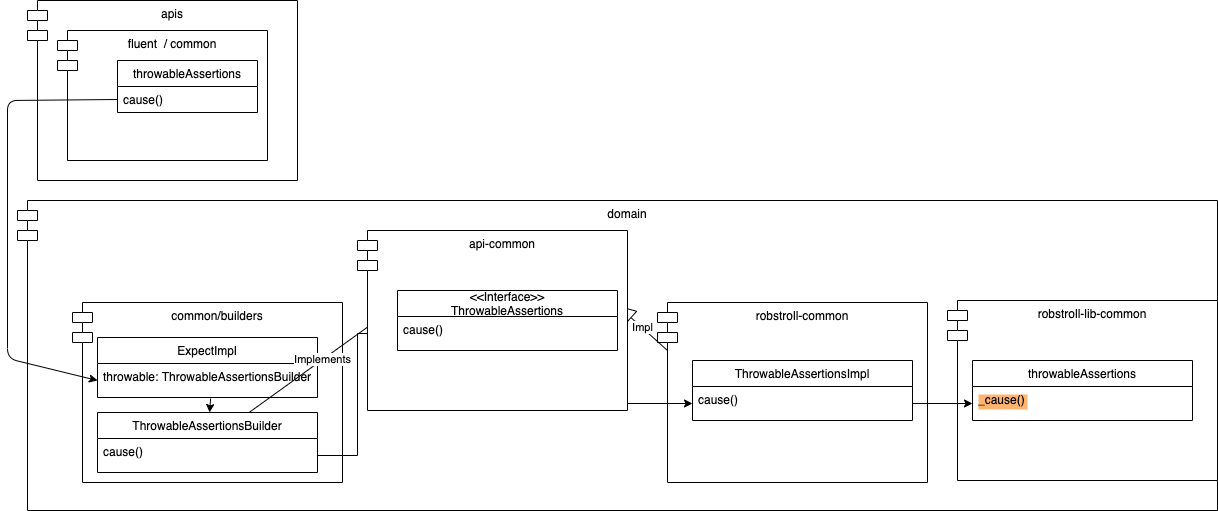 apis
fluent / common
throwableAssertions
cause()
domain
api-common
<<Interface>>
ThrowableAssertions
cause()
common/builders
ExpectImpl
throwable: ThrowableAssertionsBuilder
Implements
ThrowableAssertionsBuilder
cause()
Impl
robstroll-common
ThrowableAssertionsImpl
cause()
robstroll-lib-common
throwableAssertions
_cause()